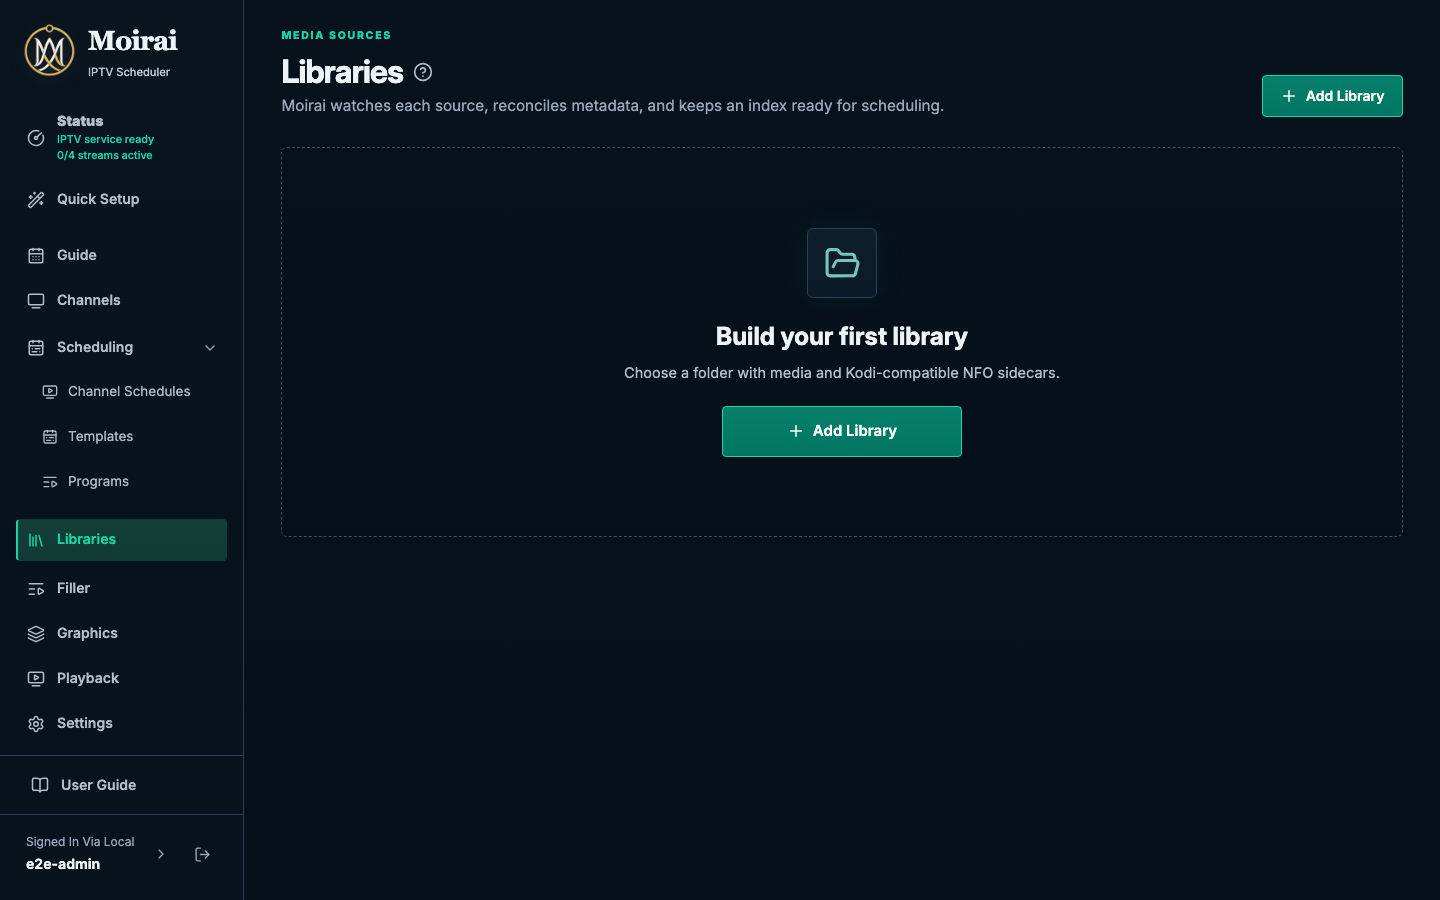 Moirai
IPTV Scheduler
Status
IPTV service ready
0/4 streams active
Quick Setup
Guide
Channels
Scheduling
Channel Schedules
Templates
Programs
Libraries
Filler
Graphics
Playback
Settings
User Guide
Signed In Via Local
e2e-admin
MEDIA SOURCES
Libraries
Moirai watches each source, reconciles metadata, and keeps an index ready for scheduling.
Add Library
Build your first library
Choose a folder with media and Kodi-compatible NFO sidecars.
Add Library